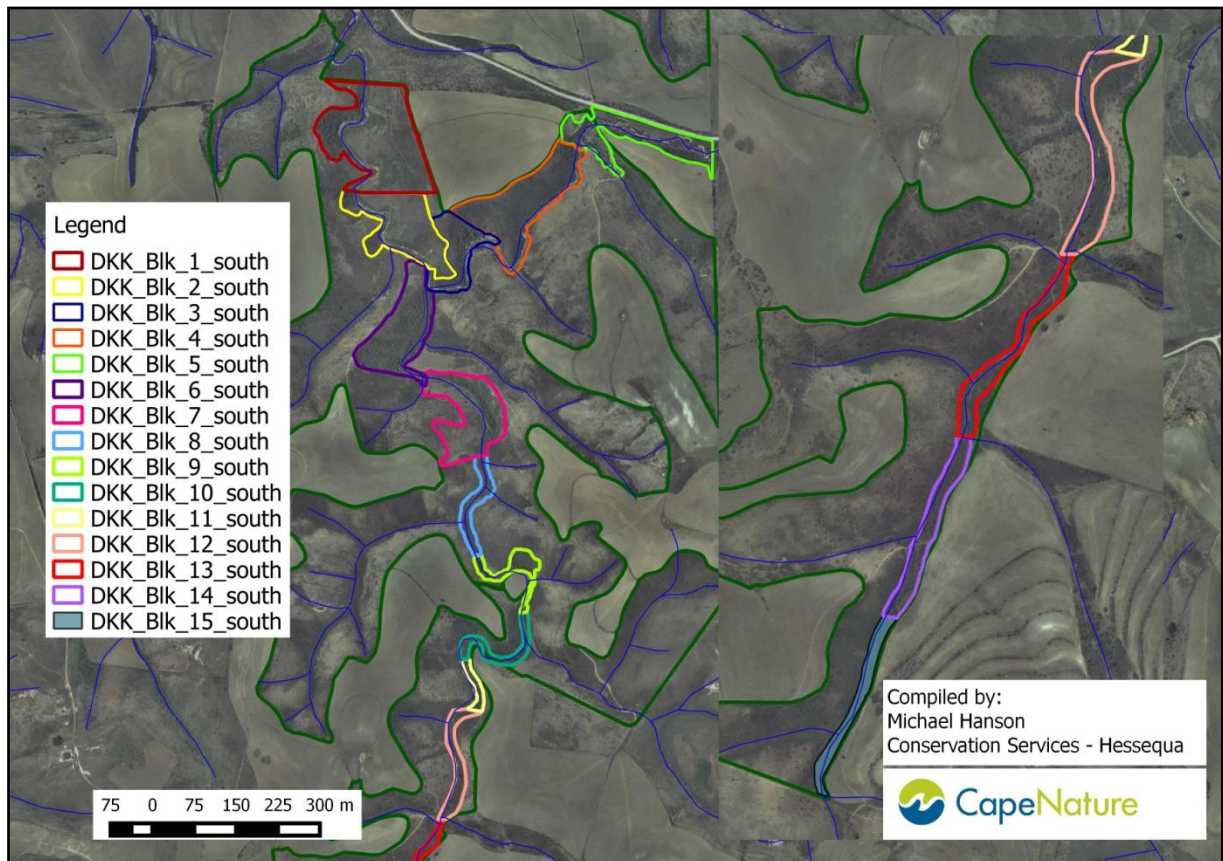 Legend
DKK_Blk_1_south
DKK_Blk_2_south
DKK_Blk_3_south
DKK_Blk_4_south
DKK_Blk_5_south
DKK_Blk_6_south
DKK_Blk_7_south
DKK_Blk_8_south
DKK_Blk_9_south
DKK_Blk_10_south
DKK_Blk_11_south
DKK_Blk_12_south
DKK_Blk_13_south
DKK_Blk_14_south
DKK_Blk_15_south
75 0 75 150 225 300 m
Compiled by:
Michael Hanson
Conservation Services - Hessequa
CapeNature